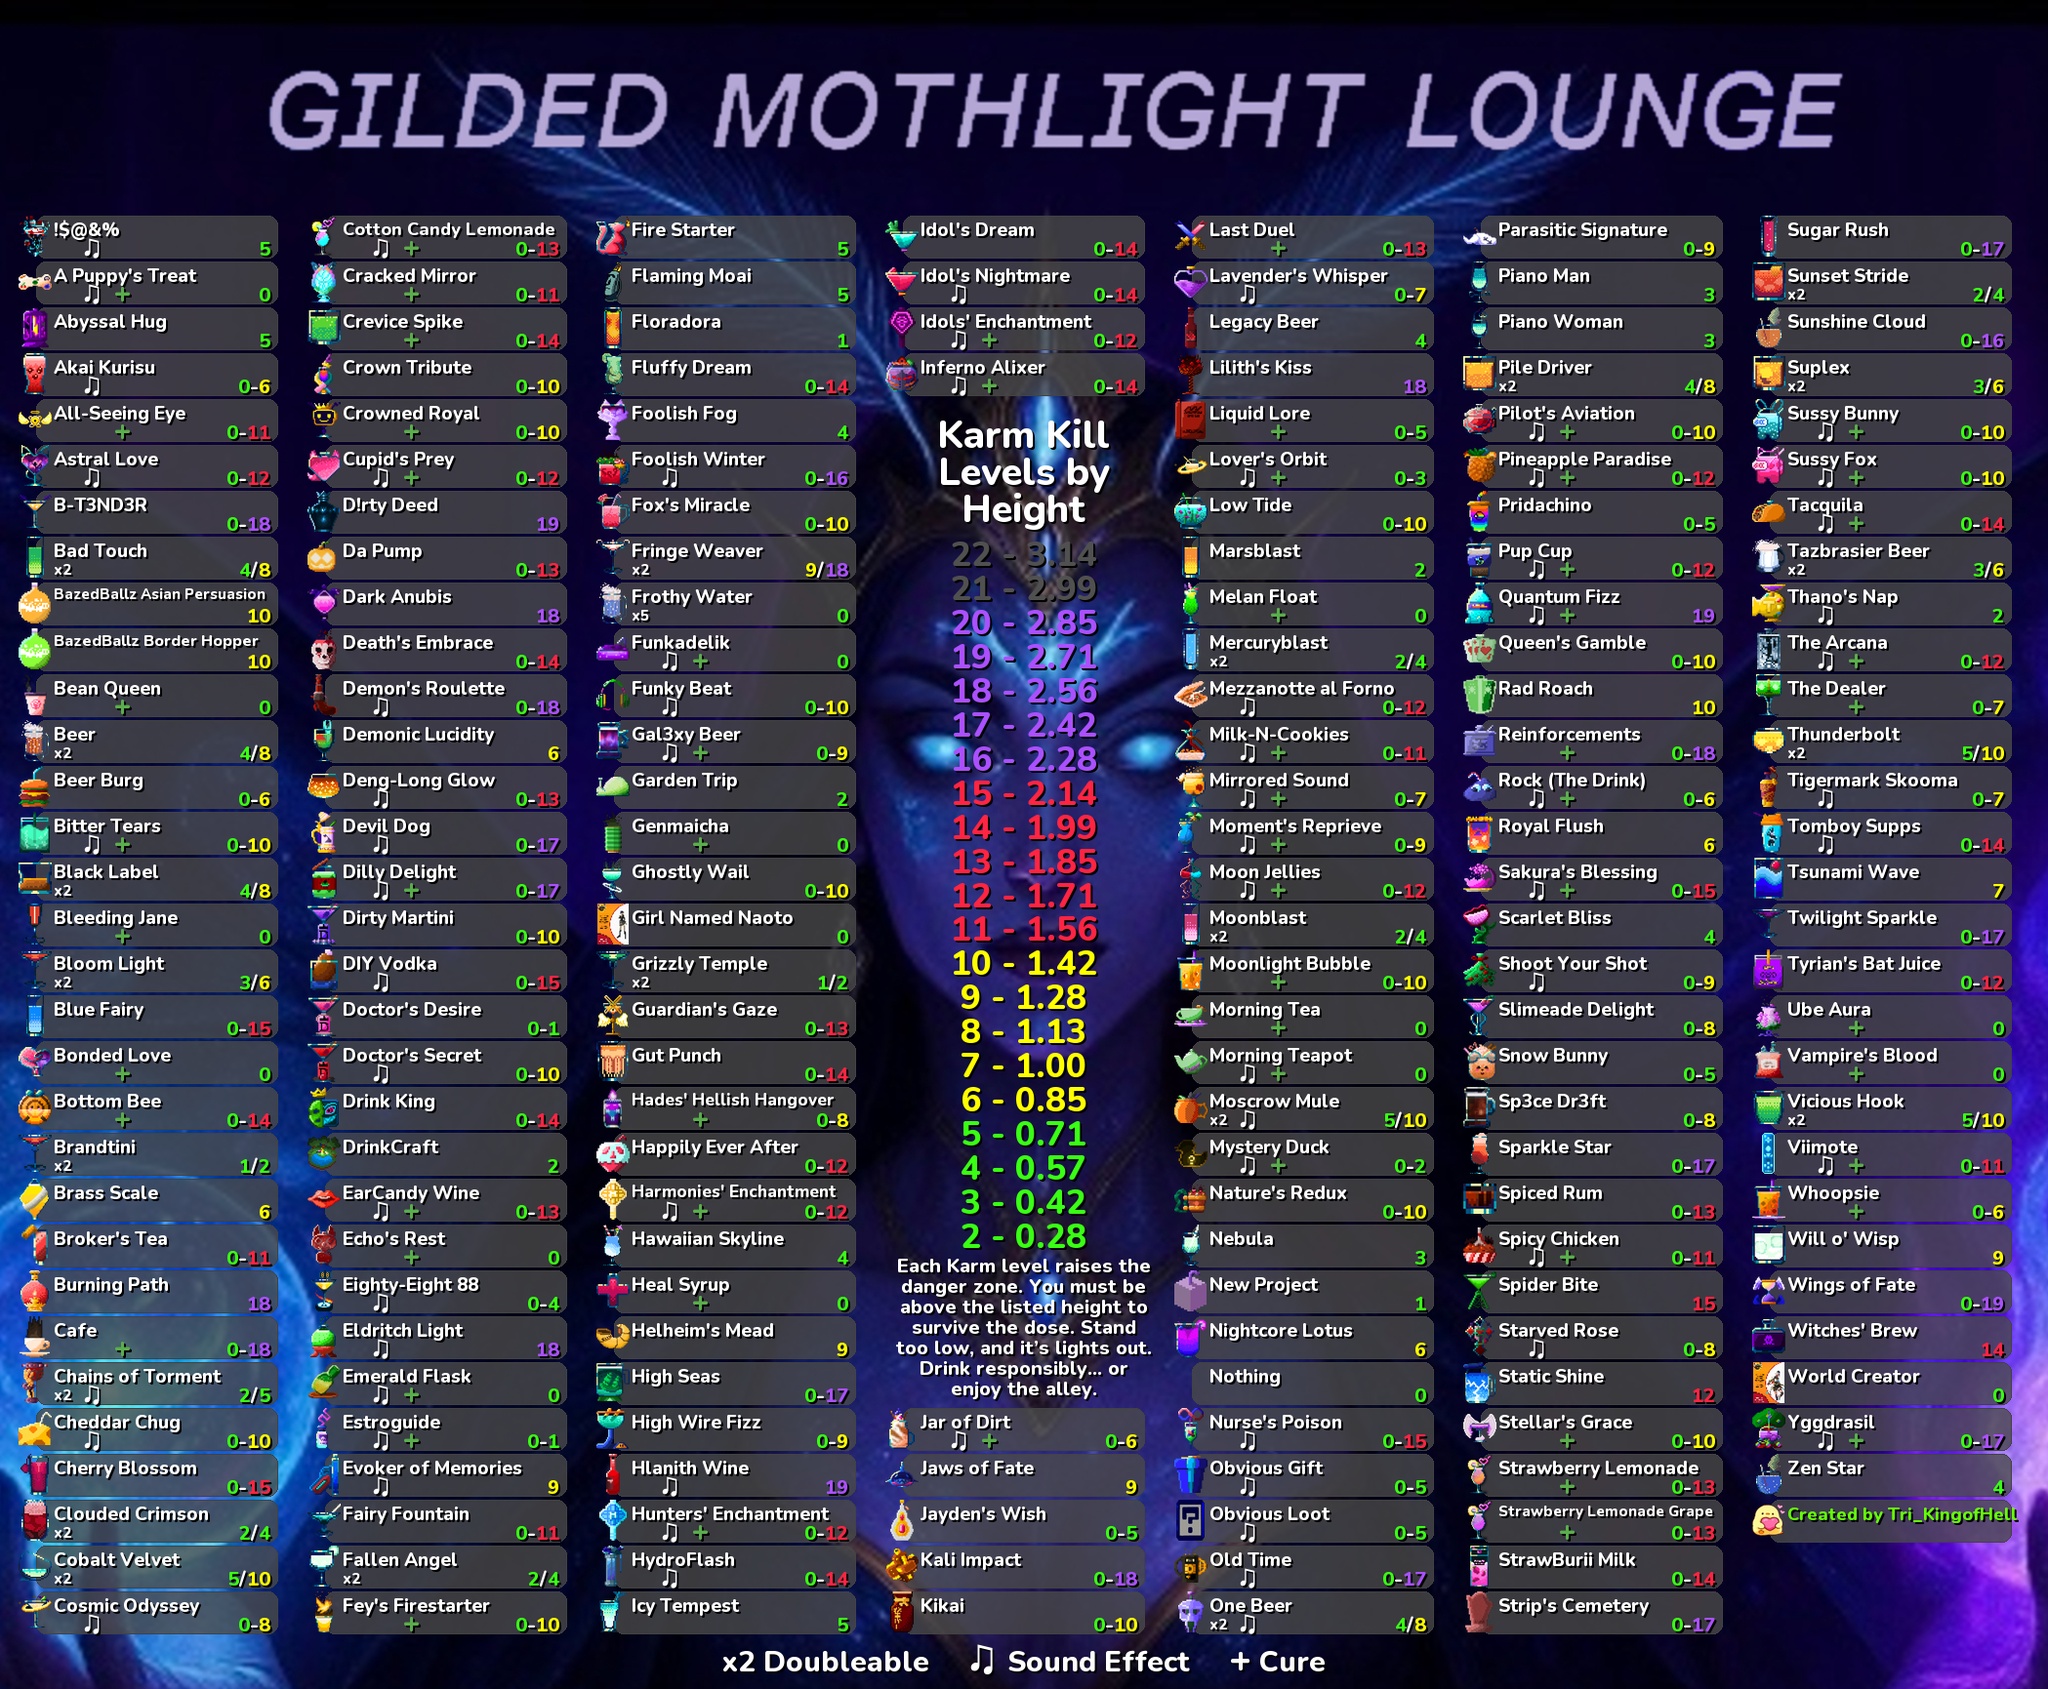 GILDED MOTHLIGHT LOUNGE
!$@&%
♫ 5
A Puppy's Treat
♫ + 0
Abyssal Hug
5
Akai Kurisu
♫ 0-6
All-Seeing Eye
+ 0-11
Astral Love
♫ 0-12
B-T3ND3R
0-18
Bad Touch
x2 4/8
BazedBallz Asian Persuasion
10
BazedBallz Border Hopper
10
Bean Queen
+ 0
Beer
x2 4/8
Beer Burg
0-6
Bitter Tears
♫ + 0-10
Black Label
x2 4/8
Bleeding Jane
+ 0
Bloom Light
x2 3/6
Blue Fairy
0-15
Bonded Love
+ 0
Bottom Bee
+ 0-14
Brandtini
x2 1/2
Brass Scale
6
Broker's Tea
0-11
Burning Path
18
Cafe
+ 0-18
Chains of Torment
x2 ♫ 2/5
Cheddar Chug
♫ 0-10
Cherry Blossom
0-15
Clouded Crimson
x2 2/4
Cobalt Velvet
x2 5/10
Cosmic Odyssey
♫ 0-8
Cotton Candy Lemonade
♫ + 0-13
Cracked Mirror
+ 0-11
Crevice Spike
+ 0-14
Crown Tribute
0-10
Crowned Royal
+ 0-10
Cupid's Prey
♫ + 0-12
D!rty Deed
19
Da Pump
0-13
Dark Anubis
18
Death's Embrace
0-14
Demon's Roulette
♫ 0-18
Demonic Lucidity
6
Deng-Long Glow
♫ 0-13
Devil Dog
♫ 0-17
Dilly Delight
♫ + 0-17
Dirty Martini
0-10
DIY Vodka
♫ 0-15
Doctor's Desire
0-1
Doctor's Secret
♫ 0-10
Drink King
0-14
DrinkCraft
2
EarCandy Wine
♫ + 0-13
Echo's Rest
+ 0
Eighty-Eight 88
♫ 0-4
Eldritch Light
♫ 18
Emerald Flask
♫ + 0
Estroguide
♫ + 0-1
Evoker of Memories
♫ 9
Fairy Fountain
0-11
Fallen Angel
x2 2/4
Fey's Firestarter
+ 0-10
Fire Starter
5
Flaming Moai
5
Floradora
1
Fluffy Dream
0-14
Foolish Fog
4
Foolish Winter
♫ 0-16
Fox's Miracle
0-10
Fringe Weaver
x2 9/18
Frothy Water
x5 0
Funkadelik
♫ + 0
Funky Beat
♫ 0-10
Gal3xy Beer
♫ + 0-9
Garden Trip
2
Genmaicha
+ 0
Ghostly Wail
0-10
Girl Named Naoto
0
Grizzly Temple
x2 1/2
Guardian's Gaze
0-13
Gut Punch
0-14
Hades' Hellish Hangover
+ 0-8
Happily Ever After
0-12
Harmonies' Enchantment
♫ + 0-12
Hawaiian Skyline
4
Heal Syrup
+ 0
Helheim's Mead
9
High Seas
0-17
High Wire Fizz
0-9
Hlanith Wine
19
Hunters' Enchantment
♫ + 0-12
HydroFlash
♫ 0-14
Icy Tempest
5
Idol's Dream
0-14
Idol's Nightmare
♫ 0-14
Idols' Enchantment
♫ + 0-12
Inferno Alixer
♫ + 0-14
Karm Kill
Levels by
Height
22 - 3.14
21 - 2.99
20 - 2.85
19 - 2.71
18 - 2.56
17 - 2.42
16 - 2.28
15 - 2.14
14 - 1.99
13 - 1.85
12 - 1.71
11 - 1.56
10 - 1.42
9 - 1.28
8 - 1.13
7 - 1.00
6 - 0.85
5 - 0.71
4 - 0.57
3 - 0.42
2 - 0.28
Each Karm level raises the
danger zone. You must be
above the listed height to
survive the dose. Stand
too low, and it's lights out.
Drink responsibly... or
enjoy the alley.
Jar of Dirt
♫ + 0-6
Jaws of Fate
9
Jayden's Wish
0-5
Kali Impact
0-18
Kikai
0-10
Last Duel
+ 0-13
Lavender's Whisper
♫ 0-7
Legacy Beer
4
Lilith's Kiss
18
Liquid Lore
+ 0-5
Lover's Orbit
♫ + 0-3
Low Tide
0-10
Marsblast
2
Melan Float
+ 0
Mercuryblast
x2 2/4
Mezzanotte al Forno
♫ 0-12
Milk-N-Cookies
♫ + 0-11
Mirrored Sound
♫ + 0-7
Moment's Reprieve
♫ + 0-9
Moon Jellies
♫ + 0-12
Moonblast
x2 2/4
Moonlight Bubble
+ 0-10
Morning Tea
+ 0
Morning Teapot
♫ + 0
Moscrow Mule
x2 ♫ 5/10
Mystery Duck
♫ + 0-2
Nature's Redux
0-10
Nebula
3
New Project
1
Nightcore Lotus
6
Nothing
0
Nurse's Poison
♫ 0-15
Obvious Gift
♫ 0-5
Obvious Loot
♫ 0-5
Old Time
♫ 0-17
One Beer
x2 ♫ 4/8
Parasitic Signature
0-9
Piano Man
3
Piano Woman
3
Pile Driver
x2 4/8
Pilot's Aviation
♫ + 0-10
Pineapple Paradise
♫ + 0-12
Pridachino
0-5
Pup Cup
♫ + 0-12
Quantum Fizz
♫ + 19
Queen's Gamble
0-10
Rad Roach
10
Reinforcements
+ 0-18
Rock (The Drink)
♫ + 0-6
Royal Flush
6
Sakura's Blessing
♫ + 0-15
Scarlet Bliss
4
Shoot Your Shot
♫ 0-9
Slimeade Delight
0-8
Snow Bunny
0-5
Sp3ce Dr3ft
0-8
Sparkle Star
0-17
Spiced Rum
0-13
Spicy Chicken
♫ + 0-11
Spider Bite
15
Starved Rose
♫ 0-8
Static Shine
12
Stellar's Grace
+ 0-10
Strawberry Lemonade
+ 0-13
Strawberry Lemonade Grape
+ 0-13
StrawBurii Milk
0-14
Strip's Cemetery
0-17
Sugar Rush
0-17
Sunset Stride
x2 2/4
Sunshine Cloud
0-16
Suplex
x2 3/6
Sussy Bunny
♫ + 0-10
Sussy Fox
♫ + 0-10
Tacquila
♫ + 0-14
Tazbrasier Beer
x2 3/6
Thano's Nap
2
The Arcana
♫ + 0-12
The Dealer
+ 0-7
Thunderbolt
x2 5/10
Tigermark Skooma
♫ 0-7
Tomboy Supps
♫ 0-14
Tsunami Wave
7
Twilight Sparkle
0-17
Tyrian's Bat Juice
0-12
Ube Aura
+ 0
Vampire's Blood
+ 0
Vicious Hook
x2 5/10
Viimote
♫ + 0-11
Whoopsie
+ 0-6
Will o' Wisp
9
Wings of Fate
0-19
Witches' Brew
14
World Creator
0
Yggdrasil
♫ + 0-17
Zen Star
4
Created by Tri_KingofHell
x2 Doubleable ♫ Sound Effect + Cure